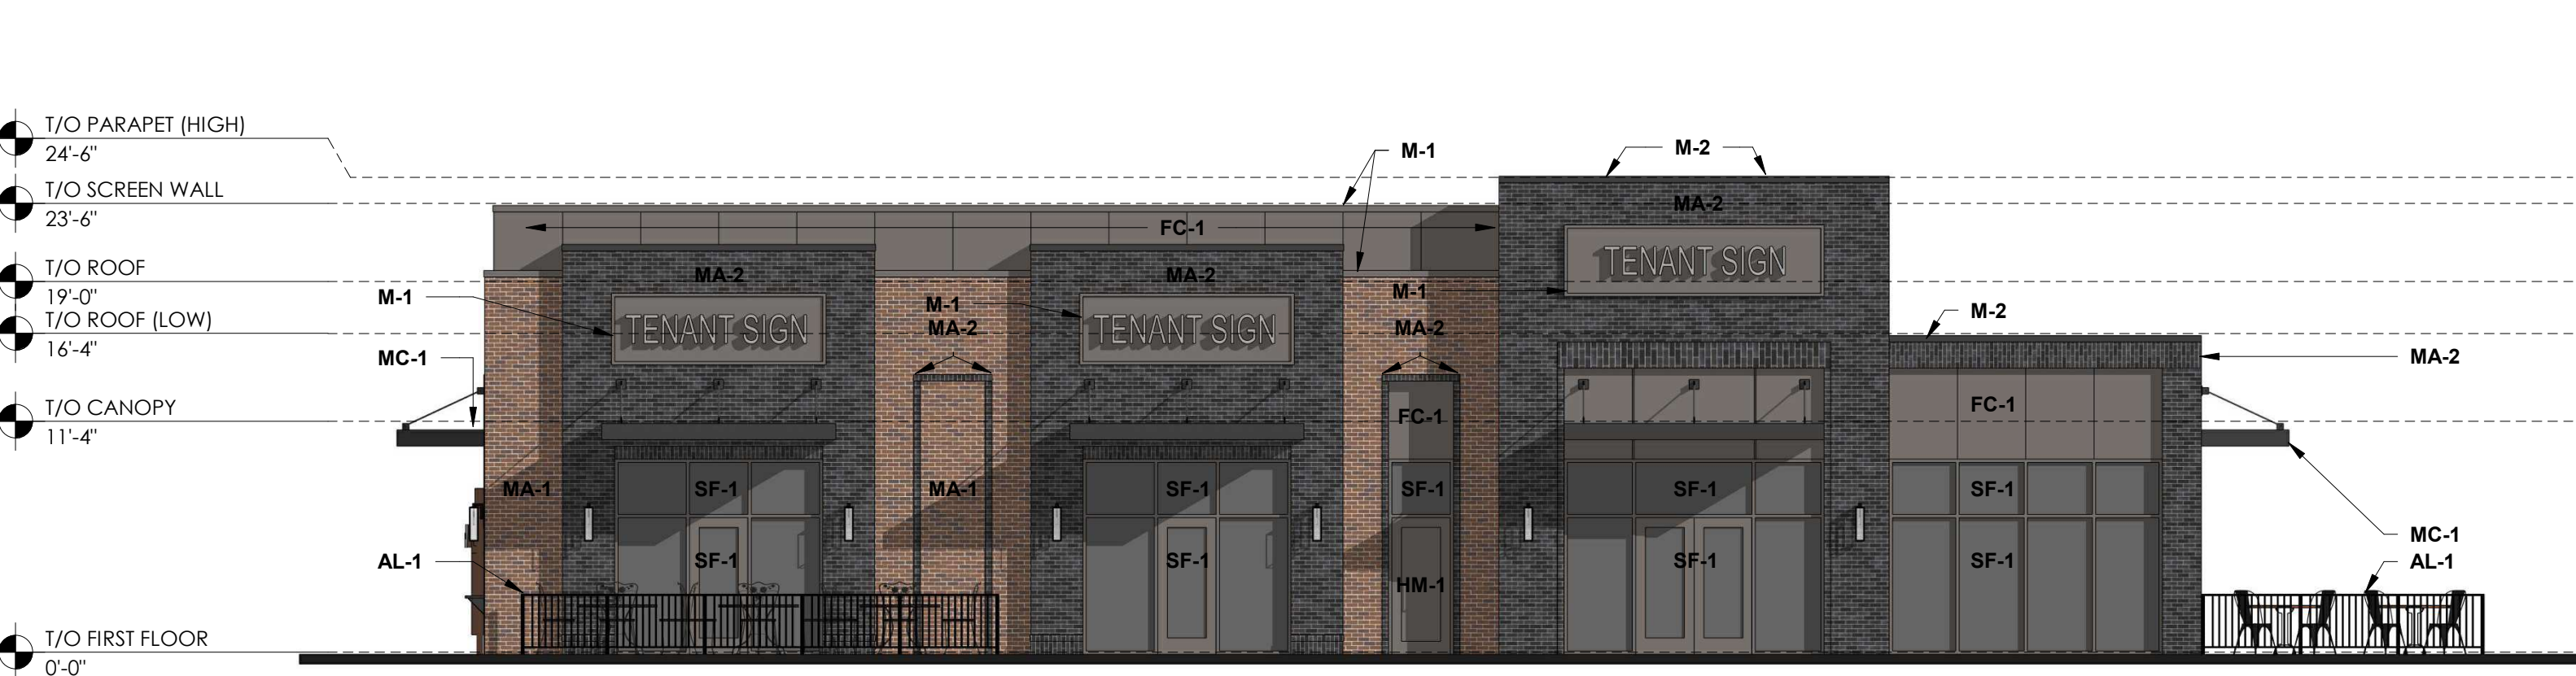 T/O PARAPET (HIGH)
24'-6"
T/O SCREEN WALL
23'-6"
T/O ROOF
19'-0"
T/O ROOF (LOW)
16'-4"
T/O CANOPY
11'-4"
T/O FIRST FLOOR
0'-0"
M-1
M-2
MA-2
FC-1
TENANT SIGN
MA-2
MA-2
M-1
M-1
M-1
M-2
TENANT SIGN
TENANT SIGN
MA-2
MA-2
MC-1
MA-2
FC-1
FC-1
MA-1
SF-1
MA-1
SF-1
SF-1
SF-1
SF-1
MC-1
AL-1
SF-1
SF-1
SF-1
SF-1
AL-1
HM-1